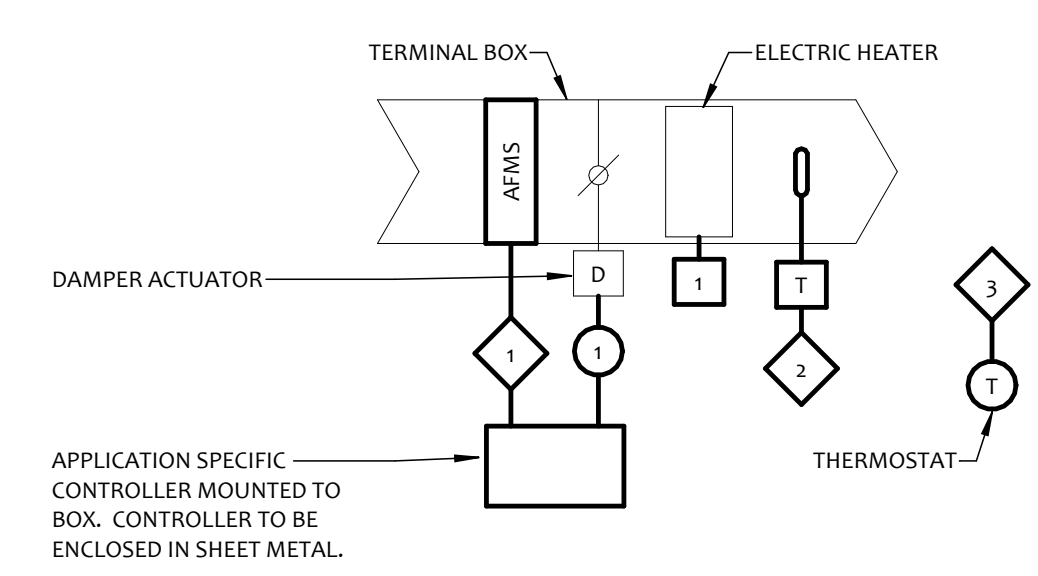 TERMINAL BOX
ELECTRIC HEATER
AFMS
DAMPER ACTUATOR
D
1
T
3
1
1
2
T
APPLICATION SPECIFIC
CONTROLLER MOUNTED TO
BOX. CONTROLLER TO BE
ENCLOSED IN SHEET METAL.
THERMOSTAT